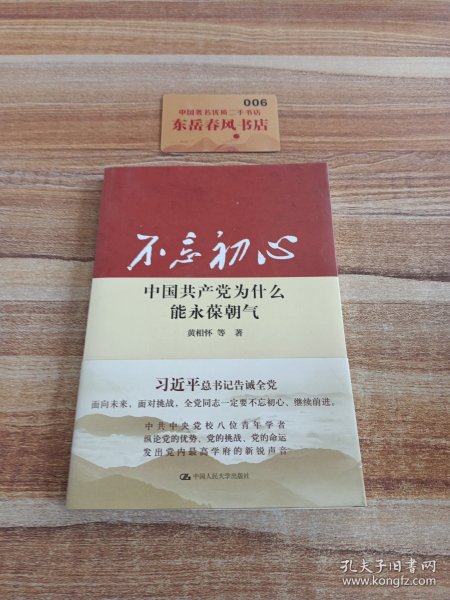 006
中国著名优质二手书店
东岳春风书店
不忘初心
中国共产党为什么
能永葆朝气
黄相怀 等 著
习近平总书记告诫全党
面向未来，面对挑战，全党同志一定要不忘初心、继续前进。
中共中央党校八位青年学者
纵论党的优势、党的挑战、党的命运
发出党内最高学府的新锐声音
中国人民大学出版社
孔夫子旧书网
www.kongfz.com